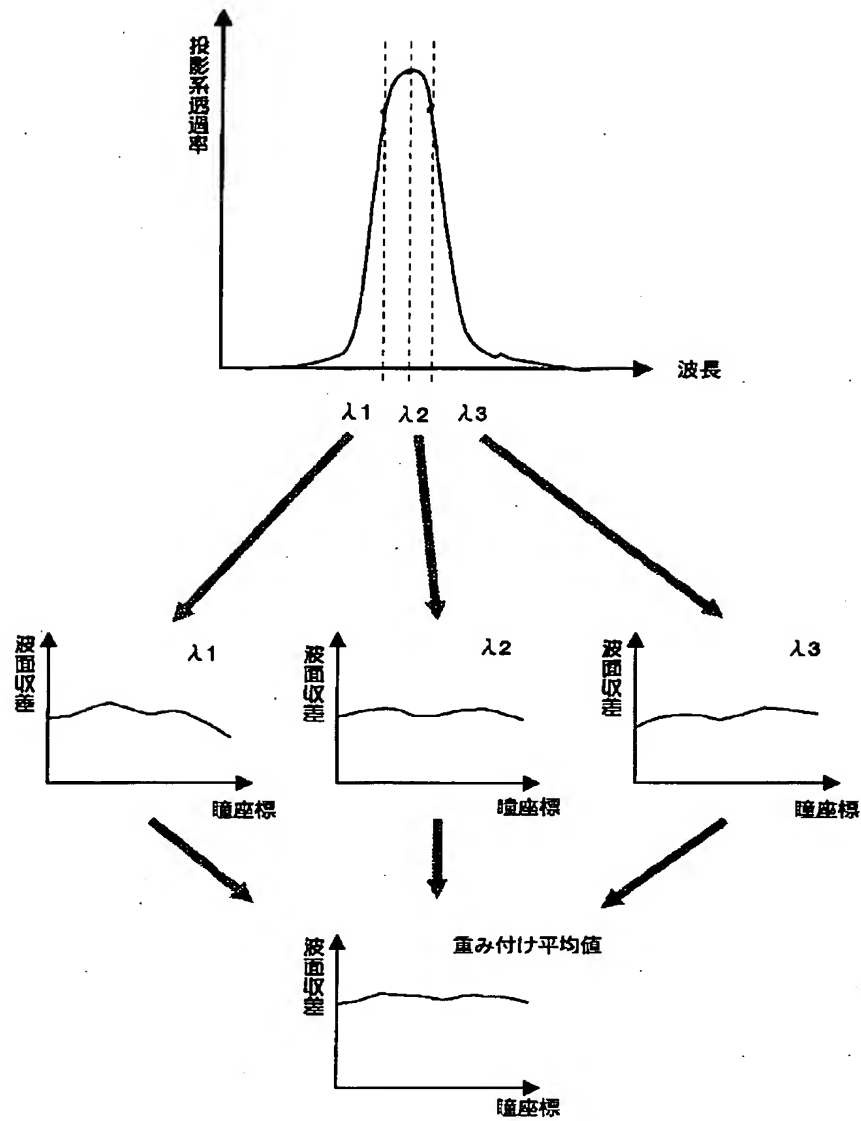 投影系透過率
波長
λ1 λ2 λ3
波面収差
λ1
瞳座標
波面収差
λ2
瞳座標
波面収差
λ3
瞳座標
波面収差
重み付け平均値
瞳座標